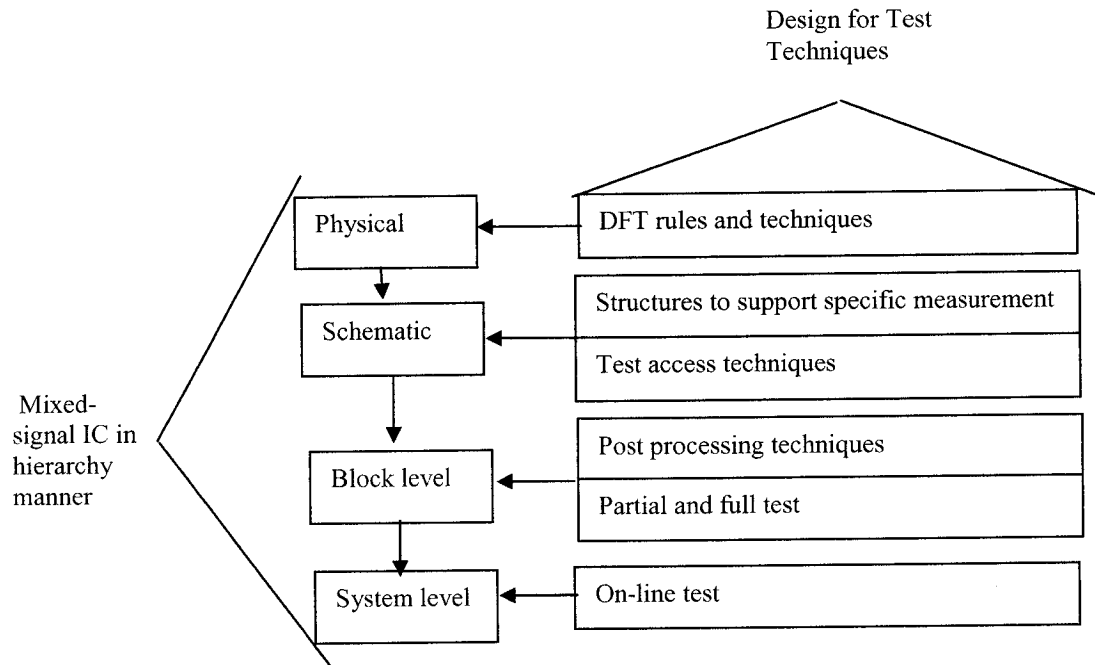 Design for Test
Techniques
Physical
DFT rules and techniques
Structures to support specific measurement
Schematic
Test access techniques
Mixed-
signal IC in
hierarchy
manner
Post processing techniques
Block level
Partial and full test
System level
On-line test